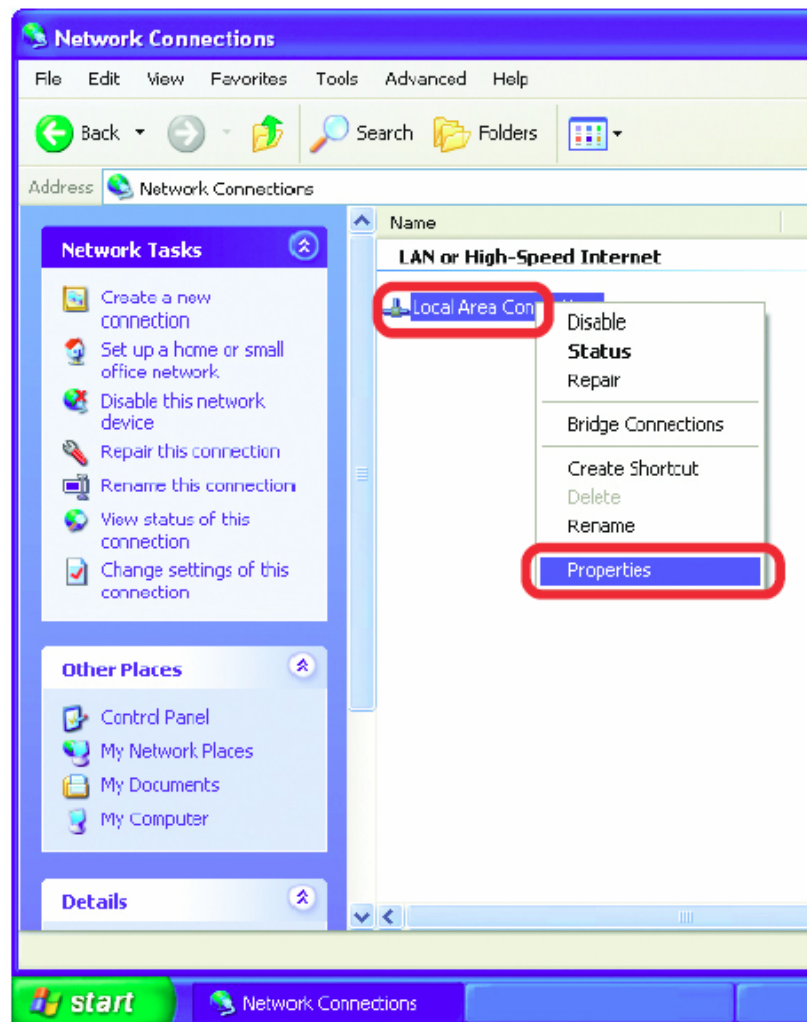 Network Connections
File Edit View Favorites Tools Advanced Help
Back Search Folders
Address Network Connections
Network Tasks
Create a new
connection
Set up a home or small
office network
Disable this network
device
Repair this connection
Rename this connection
View status of this
connection
Change settings of this
connection
Other Places
Control Panel
My Network Places
My Documents
My Computer
Details
Name
LAN or High-Speed Internet
Local Area Con
Disable
Status
Repair
Bridge Connections
Create Shortcut
Delete
Rename
Properties
start Network Connections